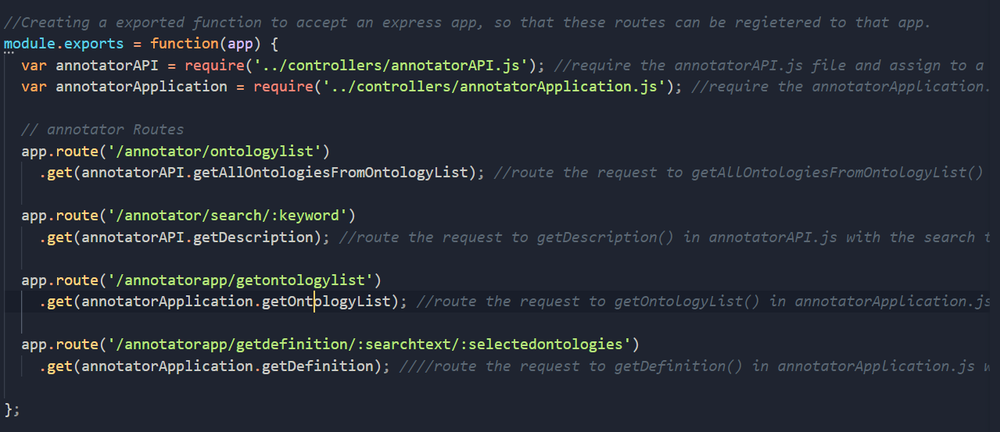 //Creating a exported function to accept an express app, so that these routes can be regietered to that app.
module.exports = function(app) {
var annotatorAPI = require('../controllers/annotatorAPI.js'); //require the annotatorAPI.js file and assign to a
var annotatorApplication = require('../controllers/annotatorApplication.js'); //require the annotatorApplication.
// annotator Routes
app.route('/annotator/ontologylist')
.get(annotatorAPI.getAllOntologiesFromOntologyList); //route the request to getAllOntologiesFromOntologyList()
app.route('/annotator/search/:keyword')
.get(annotatorAPI.getDescription); //route the request to getDescription() in annotatorAPI.js with the search t
app.route('/annotatorapp/getontologylist')
.get(annotatorApplication.getOntologyList); //route the request to getOntologyList() in annotatorApplication.js
app.route('/annotatorapp/getdefinition/:searchtext/:selectedontologies')
.get(annotatorApplication.getDefinition); ////route the request to getDefinition() in annotatorApplication.js w
};